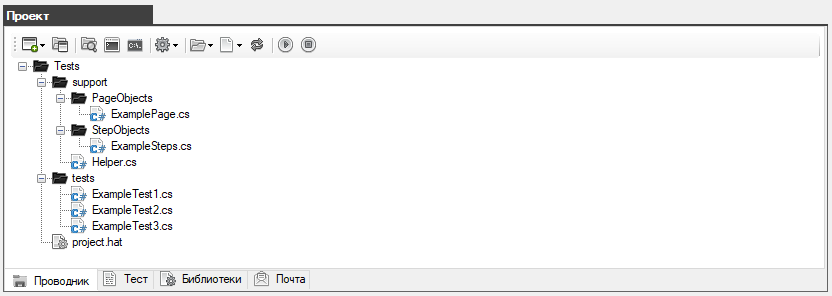 Проект
Tests
support
PageObjects
ExamplePage.cs
StepObjects
ExampleSteps.cs
Helper.cs
tests
ExampleTest1.cs
ExampleTest2.cs
ExampleTest3.cs
project.hat
Проводник Тест Библиотеки Почта